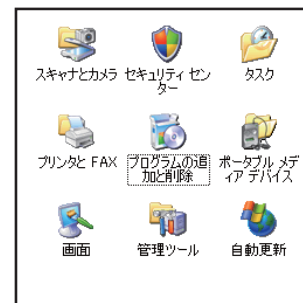 スキャナとカメラ セキュリティ セン タスク
ター
プリンタと FAX プログラムの追 ポータブル メデ
加と削除 ィア デバイス
画面 管理ツール 自動更新